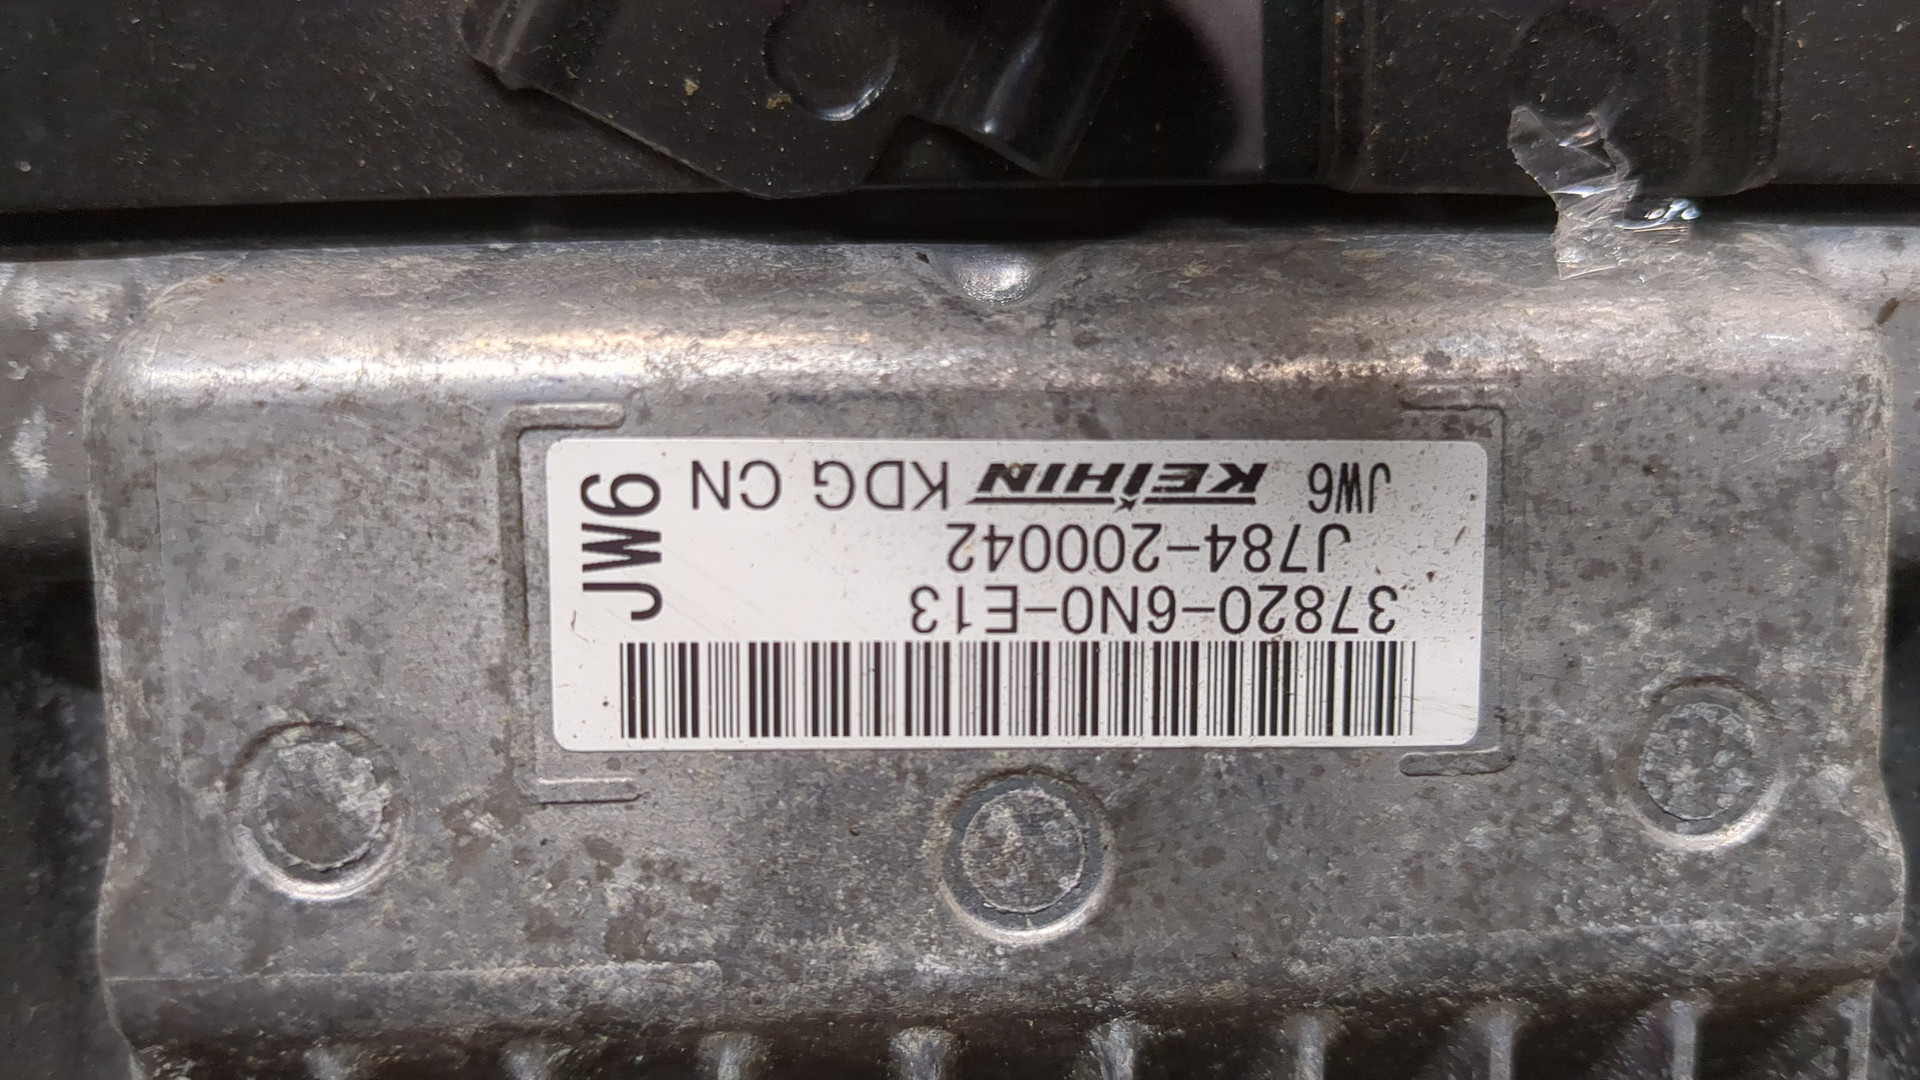 37820-6N0-E13
J784-200042
JW6 KEIHIN KDG CN
JW6